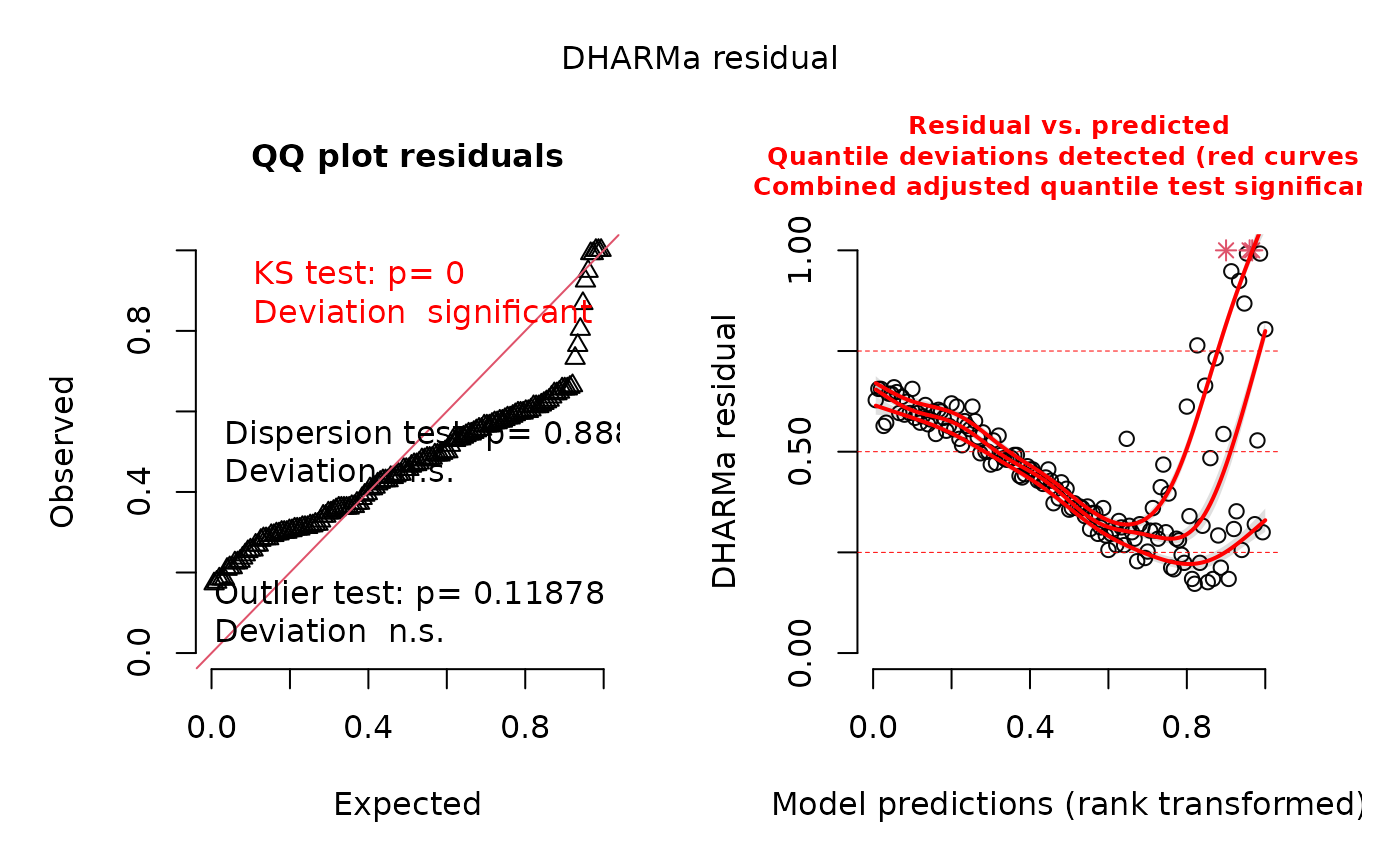 DHARMa residual
QQ plot residuals
KS test: p= 0
Deviation  significant
Dispersion test: p= 0.888
Deviation  n.s.
Outlier test: p= 0.11878
Deviation  n.s.
Observed
0.0
0.4
0.8
0.0
0.4
0.8
Expected
Residual vs. predicted
Quantile deviations detected (red curves
Combined adjusted quantile test significan
DHARMa residual
0.00
0.50
1.00
0.0
0.4
0.8
Model predictions (rank transformed)